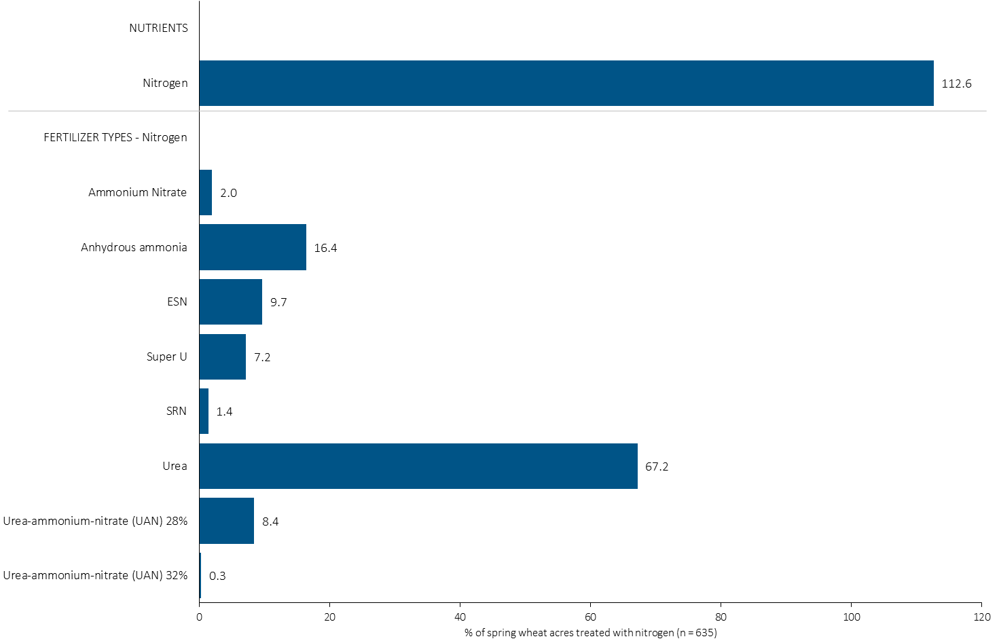 NUTRIENTS
Nitrogen 112.6
FERTILIZER TYPES - Nitrogen
Ammonium Nitrate 2.0
Anhydrous ammonia 16.4
ESN 9.7
Super U 7.2
SRN 1.4
Urea 67.2
Urea-ammonium-nitrate (UAN) 28% 8.4
Urea-ammonium-nitrate (UAN) 32% 0.3
0 20 40 60 80 100 120
% of spring wheat acres treated with nitrogen (n = 635)